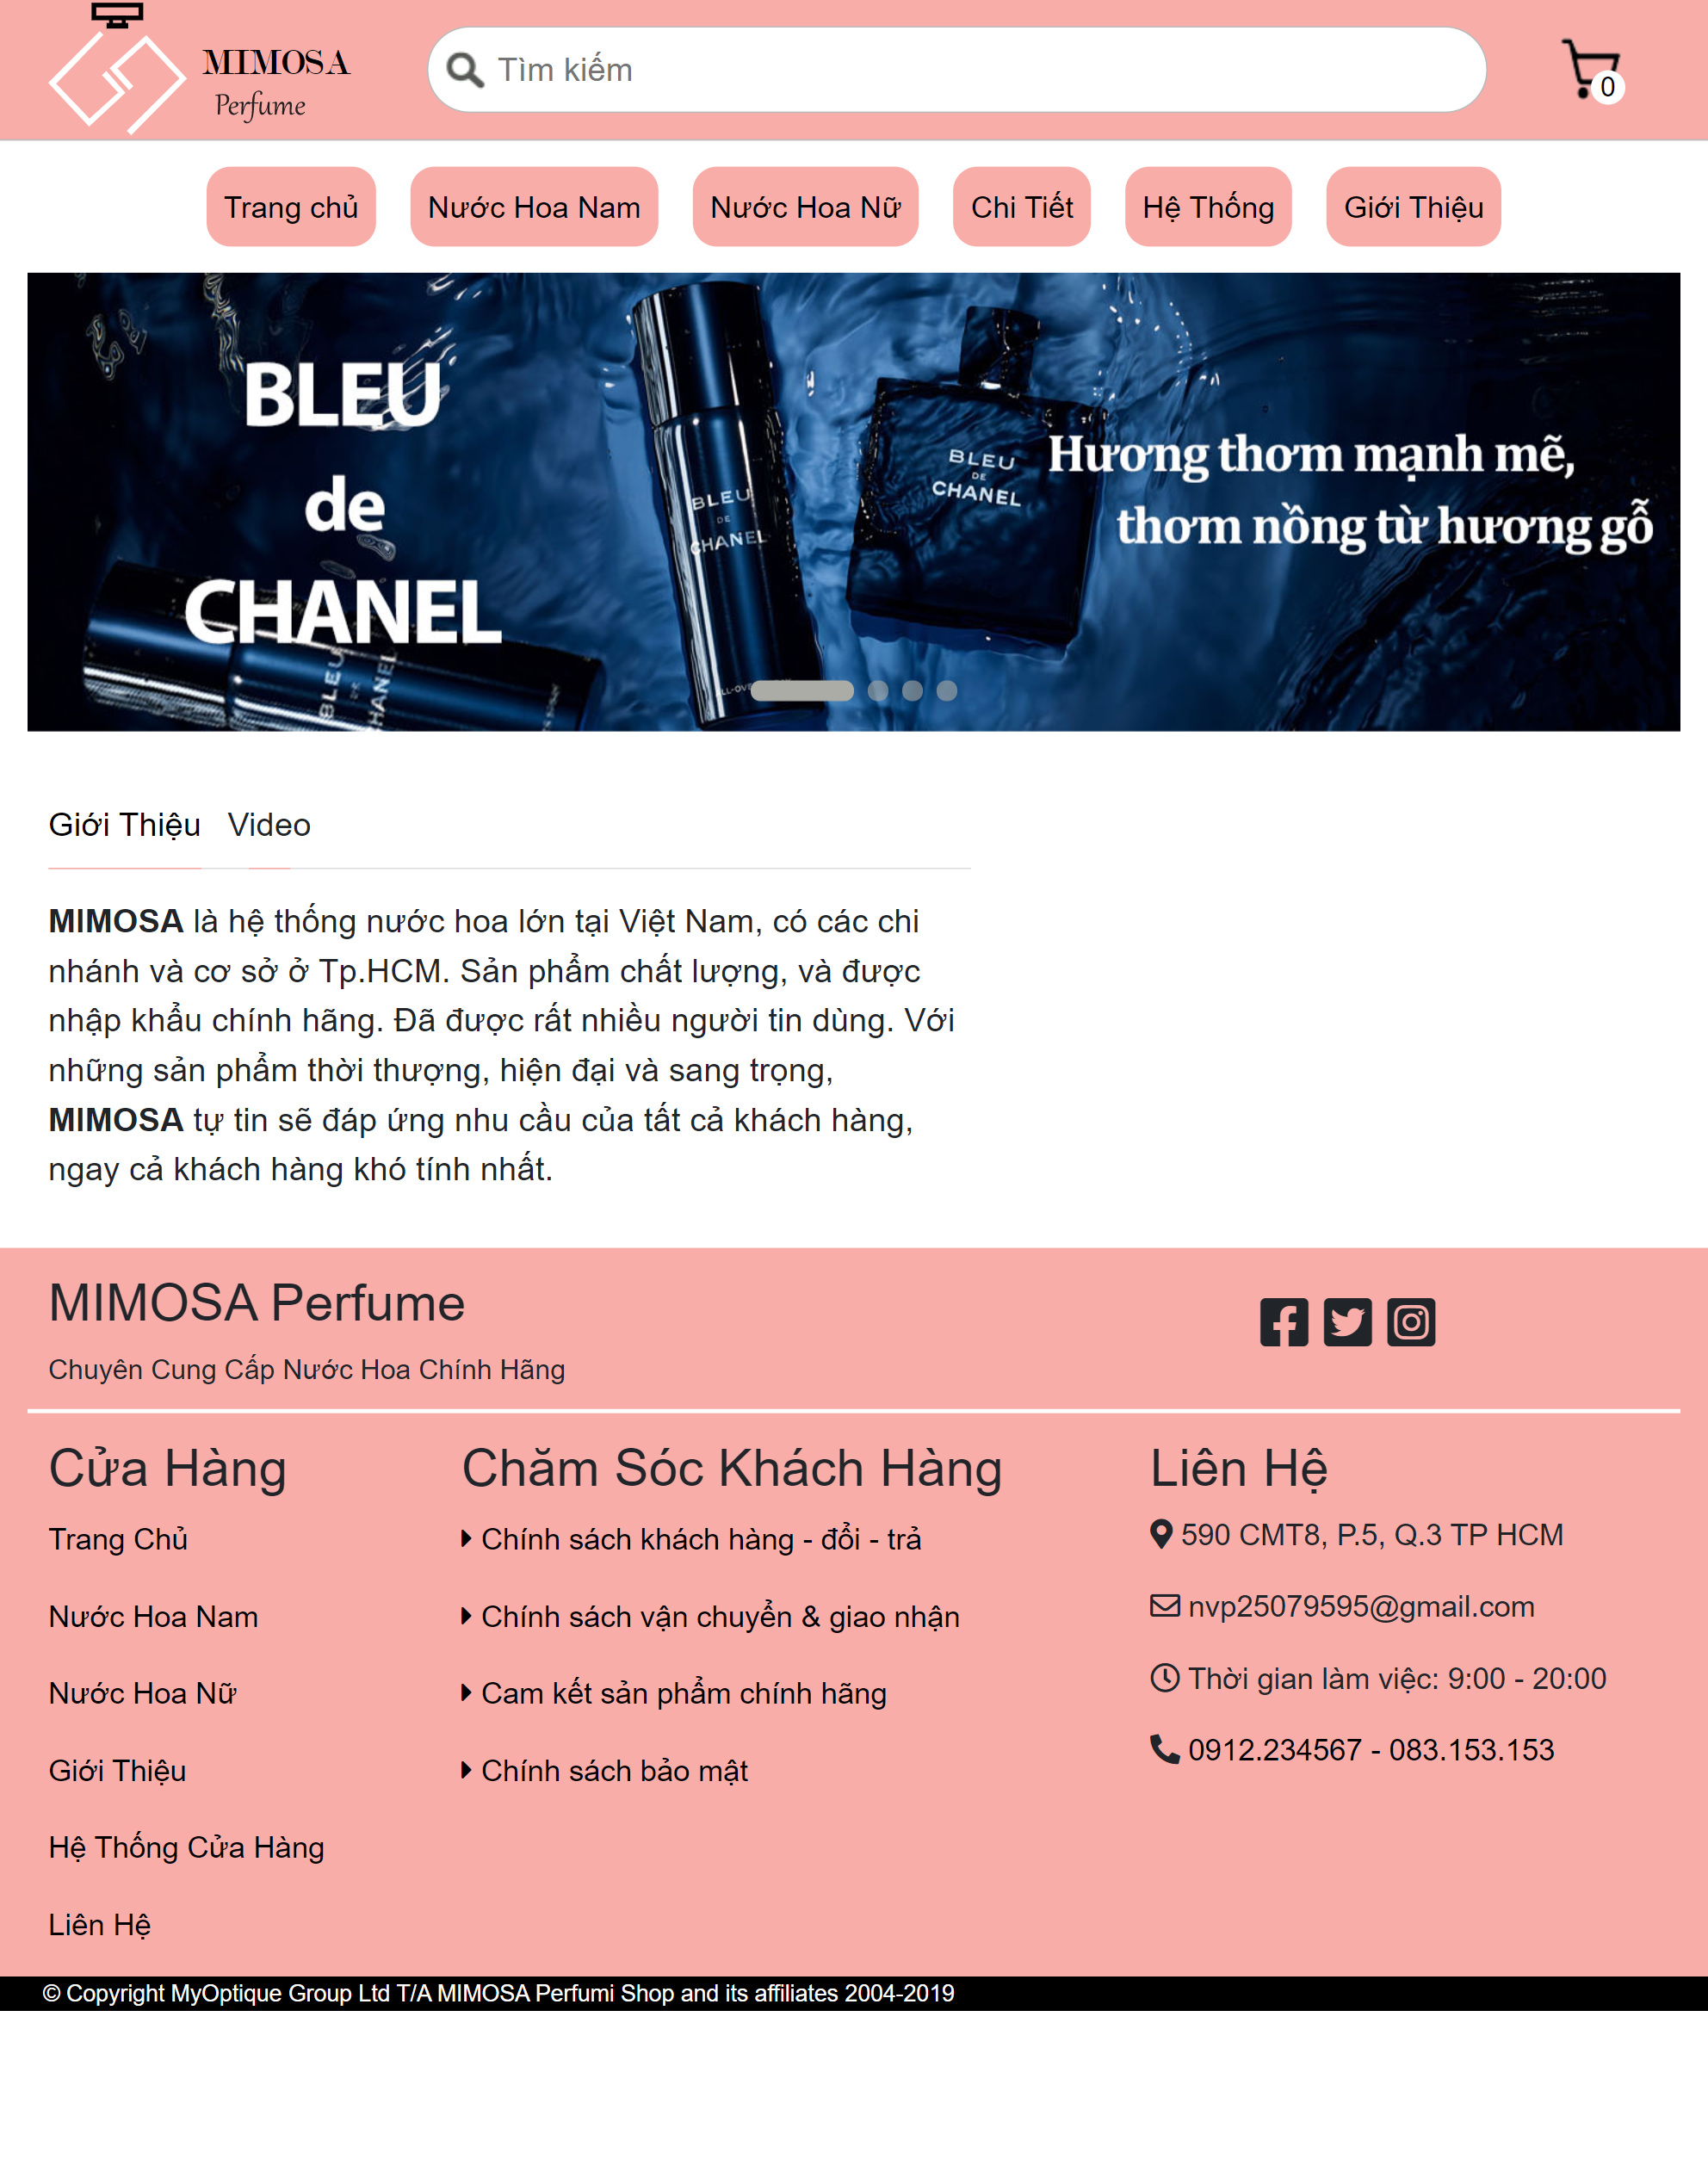 MIMOSA
Perfume
Tìm kiếm
0
Trang chủ
Nước Hoa Nam
Nước Hoa Nữ
Chi Tiết
Hệ Thống
Giới Thiệu
BLEU
de
CHANEL
BLEU
DE
CHANEL
BLEU
DE
CHANEL
Hương thơm mạnh mẽ,
thơm nồng từ hương gỗ
BLEU
DE
CHANEL
Giới Thiệu Video
MIMOSA là hệ thống nước hoa lớn tại Việt Nam, có các chi
nhánh và cơ sở ở Tp.HCM. Sản phẩm chất lượng, và được
nhập khẩu chính hãng. Đã được rất nhiều người tin dùng. Với
những sản phẩm thời thượng, hiện đại và sang trọng,
MIMOSA tự tin sẽ đáp ứng nhu cầu của tất cả khách hàng,
ngay cả khách hàng khó tính nhất.
MIMOSA Perfume
Chuyên Cung Cấp Nước Hoa Chính Hãng
Cửa Hàng
Trang Chủ
Nước Hoa Nam
Nước Hoa Nữ
Giới Thiệu
Hệ Thống Cửa Hàng
Liên Hệ
Chăm Sóc Khách Hàng
Chính sách khách hàng - đổi - trả
Chính sách vận chuyển & giao nhận
Cam kết sản phẩm chính hãng
Chính sách bảo mật
Liên Hệ
590 CMT8, P.5, Q.3 TP HCM
nvp25079595@gmail.com
Thời gian làm việc: 9:00 - 20:00
0912.234567 - 083.153.153
© Copyright MyOptique Group Ltd T/A MIMOSA Perfumi Shop and its affiliates 2004-2019